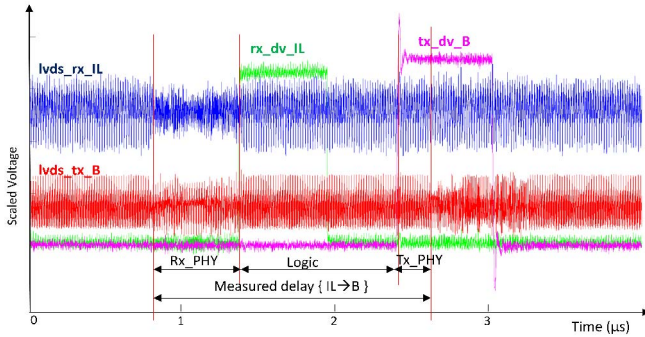 rx_dv_IL
tx_dv_B
lvds_rx_IL
lvds_tx_B
Scaled Voltage
Rx_PHY
Logic
Tx_PHY
Measured delay { IL→B }
0
1
2
3
Time (μs)